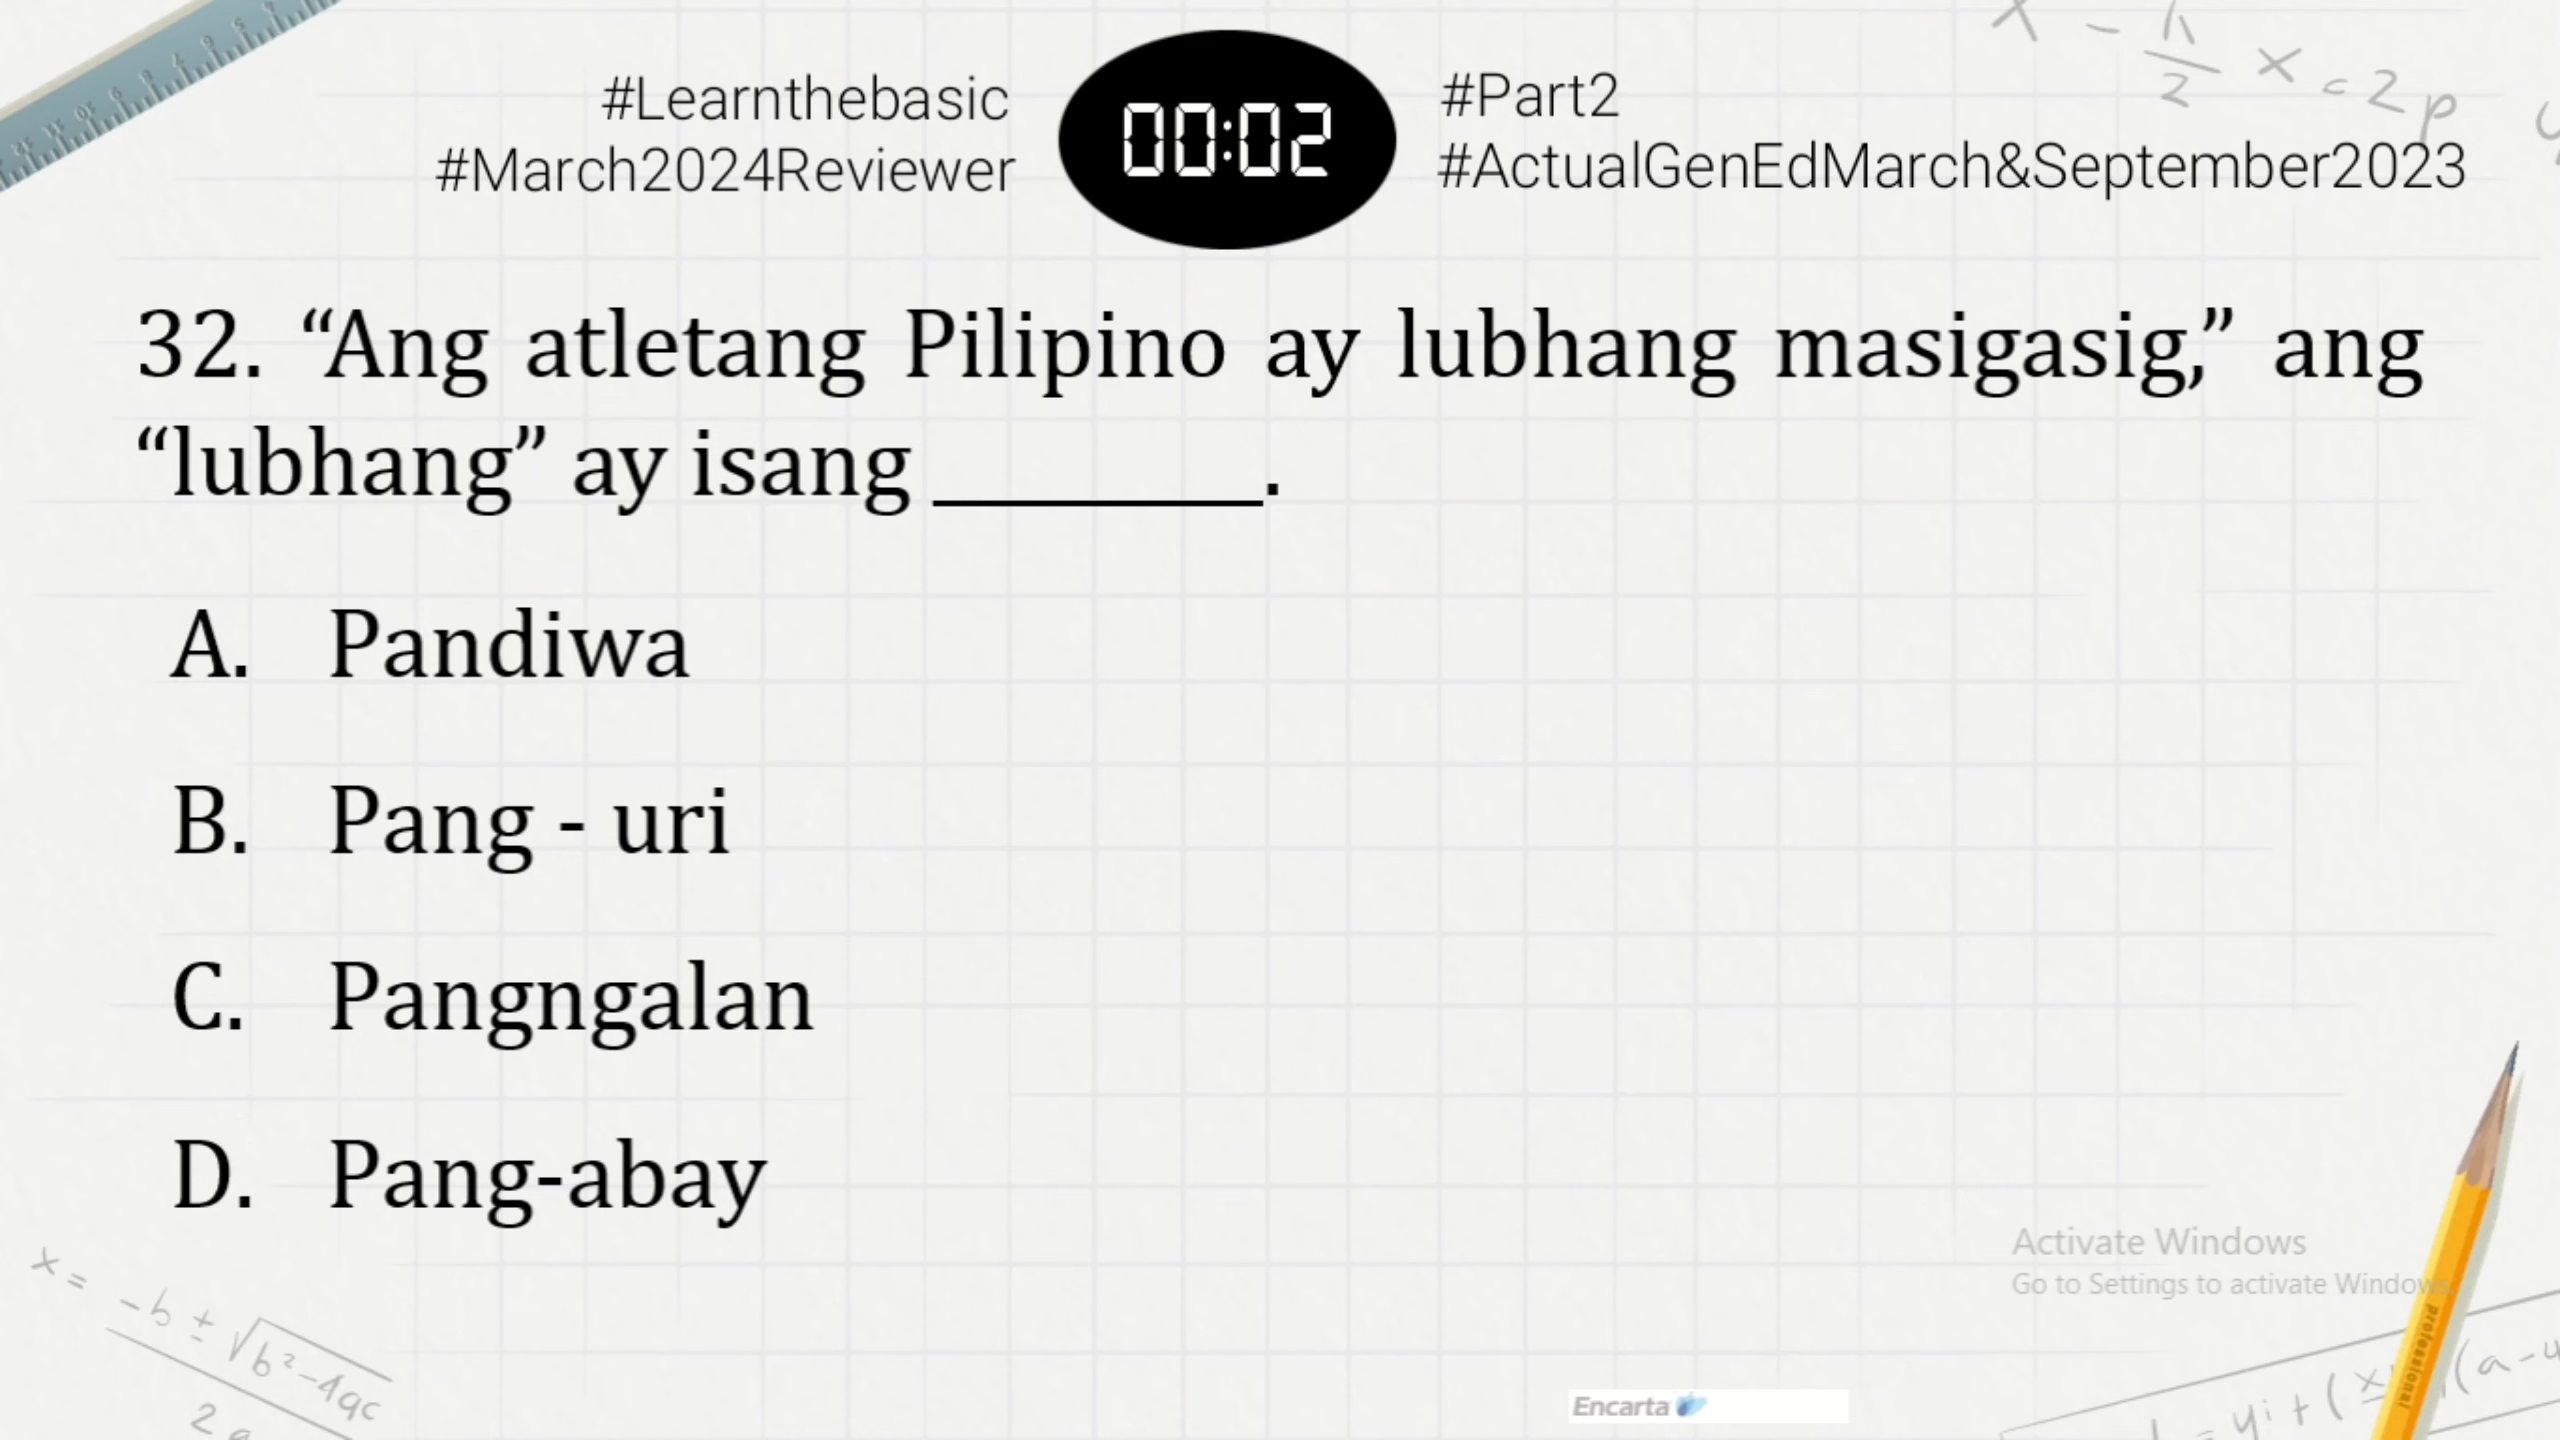 #Learnthebasic
#March2024Reviewer
00:02
#Part2
#ActualGenEdMarch&September2023
32. “Ang atletang Pilipino ay lubhang masigasig,” ang
“lubhang” ay isang ________.
A. Pandiwa
B. Pang - uri
C. Pangngalan
D. Pang-abay
Activate Windows
Go to Settings to activate Windows.
professional
Encarta